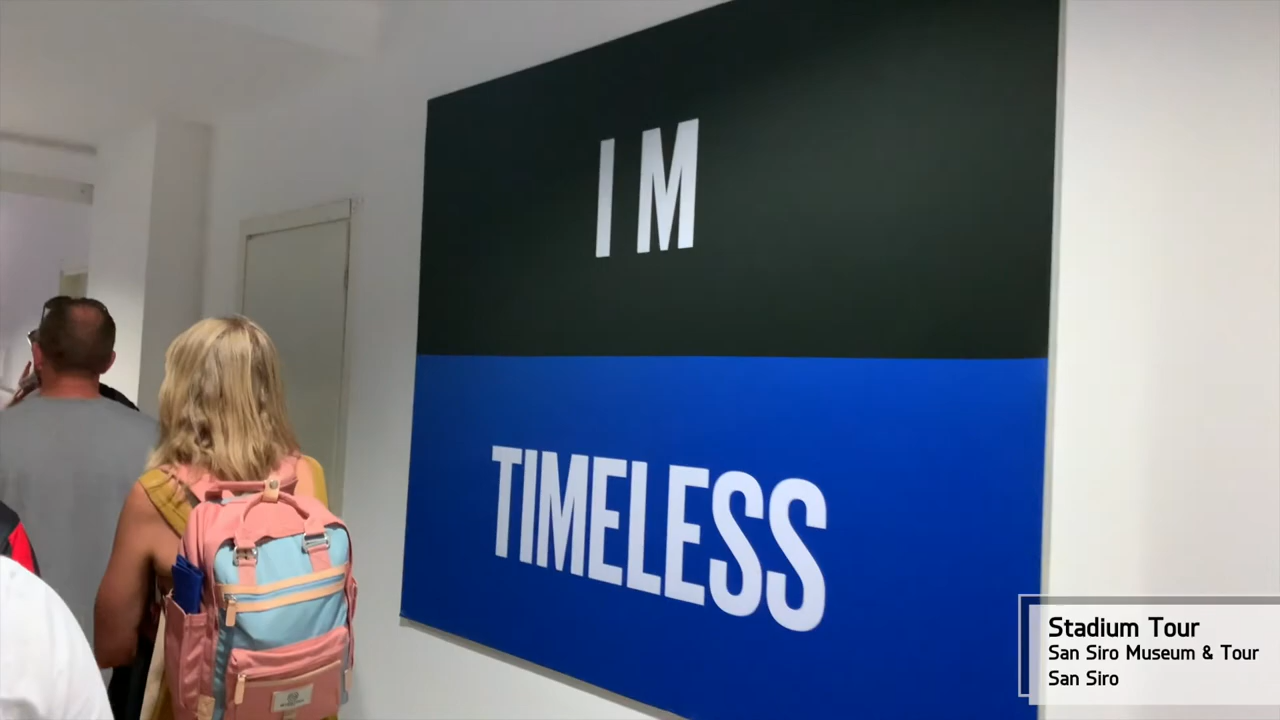 I M
TIMELESS
Stadium Tour
San Siro Museum & Tour
San Siro